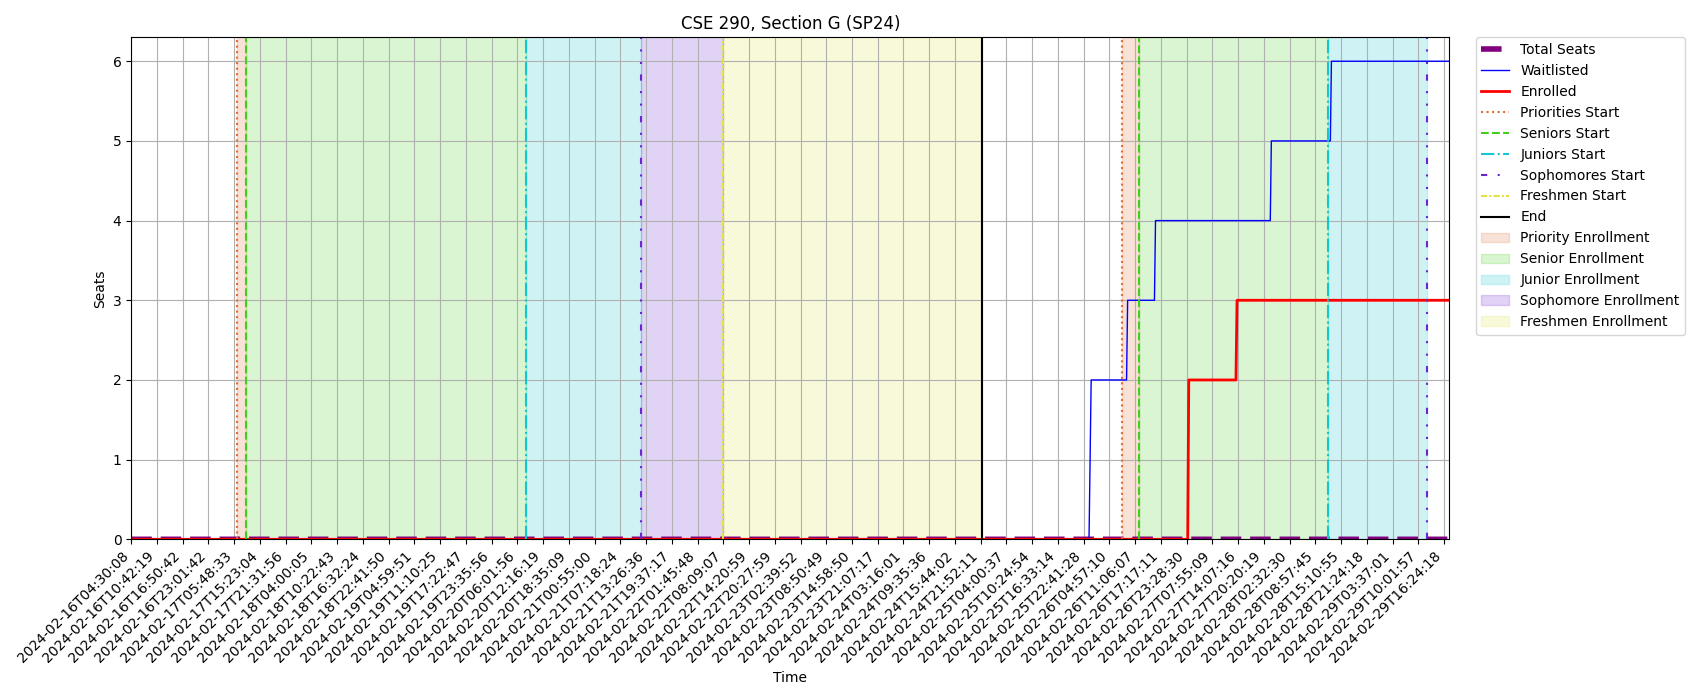 CSE 290, Section G (SP24)
Seats
6
5
4
3
2
1
0
2024-02-16T04:30:08
2024-02-16T10:42:19
2024-02-16T16:50:42
2024-02-16T23:01:42
2024-02-17T05:48:33
2024-02-17T15:23:04
2024-02-17T21:31:56
2024-02-18T04:00:05
2024-02-18T10:22:43
2024-02-18T16:32:24
2024-02-18T22:41:50
2024-02-19T04:59:51
2024-02-19T11:10:25
2024-02-19T17:22:47
2024-02-19T23:35:56
2024-02-20T06:01:56
2024-02-20T12:16:19
2024-02-20T18:35:09
2024-02-21T00:55:00
2024-02-21T07:18:24
2024-02-21T13:26:36
2024-02-21T19:37:17
2024-02-22T01:45:48
2024-02-22T08:09:07
2024-02-22T14:20:59
2024-02-22T20:27:59
2024-02-23T02:39:52
2024-02-23T08:50:49
2024-02-23T14:58:50
2024-02-23T21:07:17
2024-02-24T03:16:01
2024-02-24T09:35:36
2024-02-24T15:44:02
2024-02-24T21:52:11
2024-02-25T04:00:37
2024-02-25T10:24:54
2024-02-25T16:33:14
2024-02-25T22:41:28
2024-02-26T04:57:10
2024-02-26T11:06:07
2024-02-26T17:17:11
2024-02-26T23:28:30
2024-02-27T07:55:09
2024-02-27T14:07:16
2024-02-27T20:20:19
2024-02-28T02:32:30
2024-02-28T08:57:45
2024-02-28T15:10:55
2024-02-28T21:24:18
2024-02-29T03:37:01
2024-02-29T10:01:57
2024-02-29T16:24:18
Time
Total Seats
Waitlisted
Enrolled
Priorities Start
Seniors Start
Juniors Start
Sophomores Start
Freshmen Start
End
Priority Enrollment
Senior Enrollment
Junior Enrollment
Sophomore Enrollment
Freshmen Enrollment